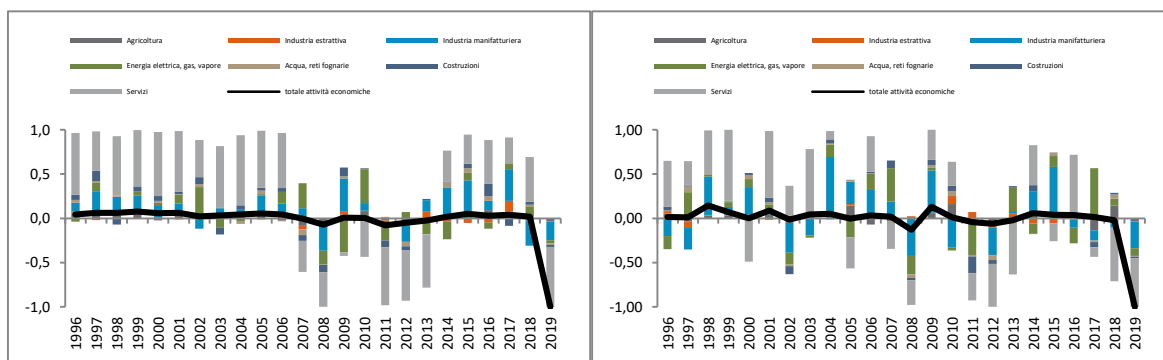 Agricoltura Industria estrattiva Industria manifatturiera
Energia elettrica, gas, vapore Acqua, reti fognarie Costruzioni
Servizi totale attività economiche
1,0
0,5
0,0
-0,5
-1,0
1996 1997 1998 1999 2000 2001 2002 2003 2004 2005 2006 2007 2008 2009 2010 2011 2012 2013 2014 2015 2016 2017 2018 2019
Agricoltura Industria estrattiva Industria manifatturiera
Energia elettrica, gas, vapore Acqua, reti fognarie Costruzioni
Servizi totale attività economiche
1,00
0,50
0,00
-0,50
-1,00
1996 1997 1998 1999 2000 2001 2002 2003 2004 2005 2006 2007 2008 2009 2010 2011 2012 2013 2014 2015 2016 2017 2018 2019